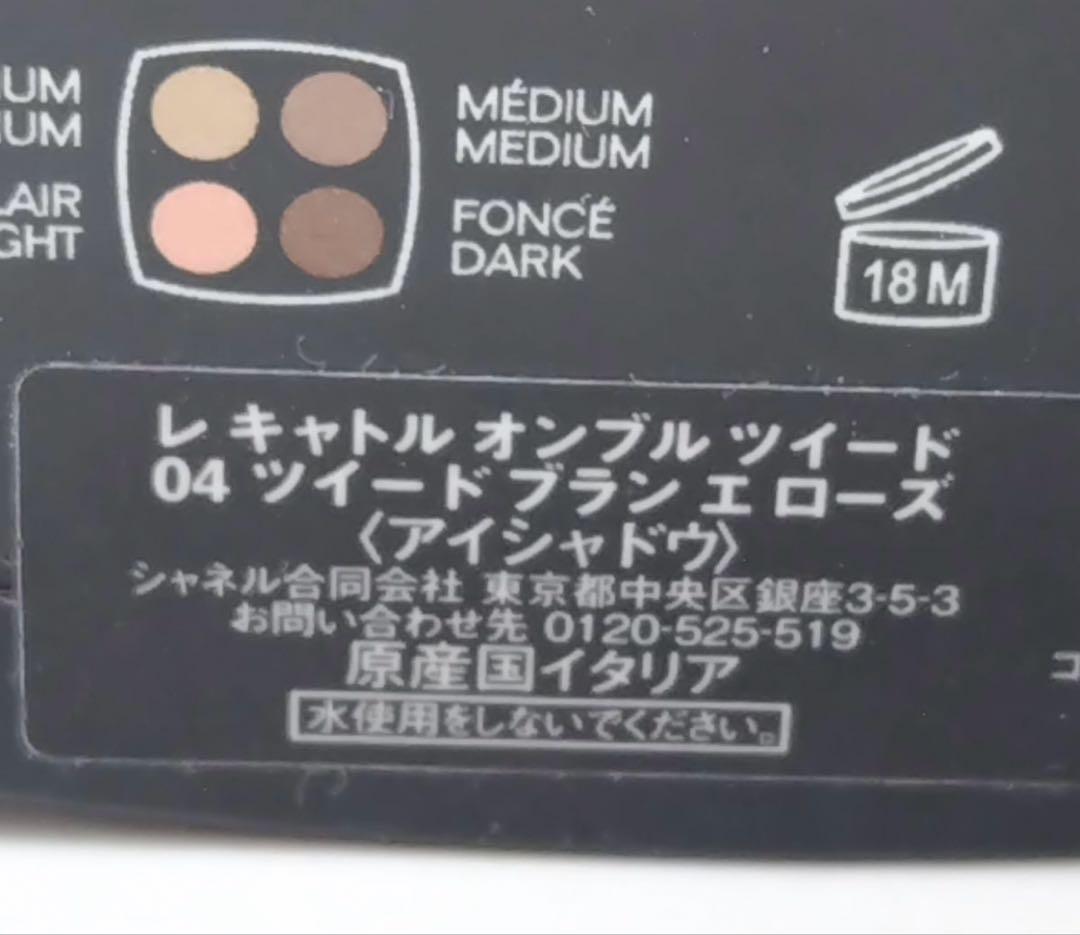 IUM
IUM
LAIR
GHT
MÉDIUM
MEDIUM
FONCÉ
DARK
18 M
レ キャトル オンブル ツイード
04 ツイード ブラン エ ローズ
〈アイシャドウ〉
シャネル合同会社 東京都中央区銀座3-5-3
お問い合わせ先 0120-525-519
原産国イタリア
水使用をしないでください。
コ